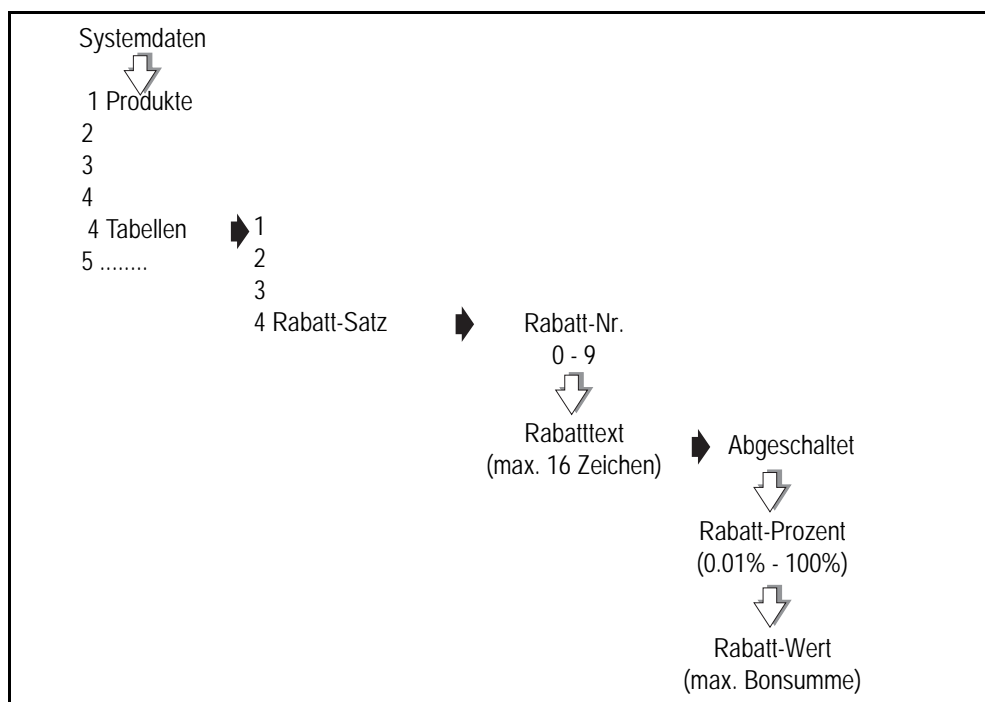 Systemdaten
1 Produkte
2
3
4
4 Tabellen
5 ........
1
2
3
4 Rabatt-Satz
Rabatt-Nr.
0 - 9
Rabatttext
(max. 16 Zeichen)
Abgeschaltet
Rabatt-Prozent
(0.01% - 100%)
Rabatt-Wert
(max. Bonsumme)